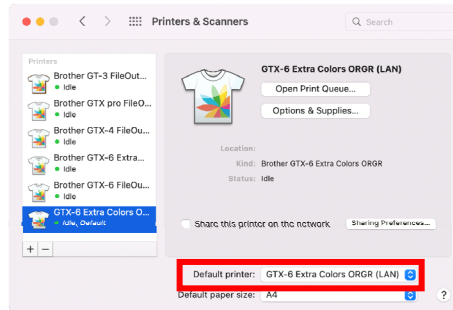 Printers & Scanners
Search
Printers
Brother GT-3 FileOut...
Idle
Brother GTX pro FileO...
Idle
Brother GTX-4 FileOu...
Idle
Brother GTX-6 Extra...
Idle
Brother GTX-6 FileOu...
Idle
GTX-6 Extra Colors O...
Idle, Default
+ −
GTX-6 Extra Colors ORGR (LAN)
Open Print Queue...
Options & Supplies...
Location:
Kind: Brother GTX-6 Extra Colors ORGR
Status: Idle
Share this printer on the network
Sharing Preferences...
Default printer: GTX-6 Extra Colors ORGR (LAN)
Default paper size: A4
?